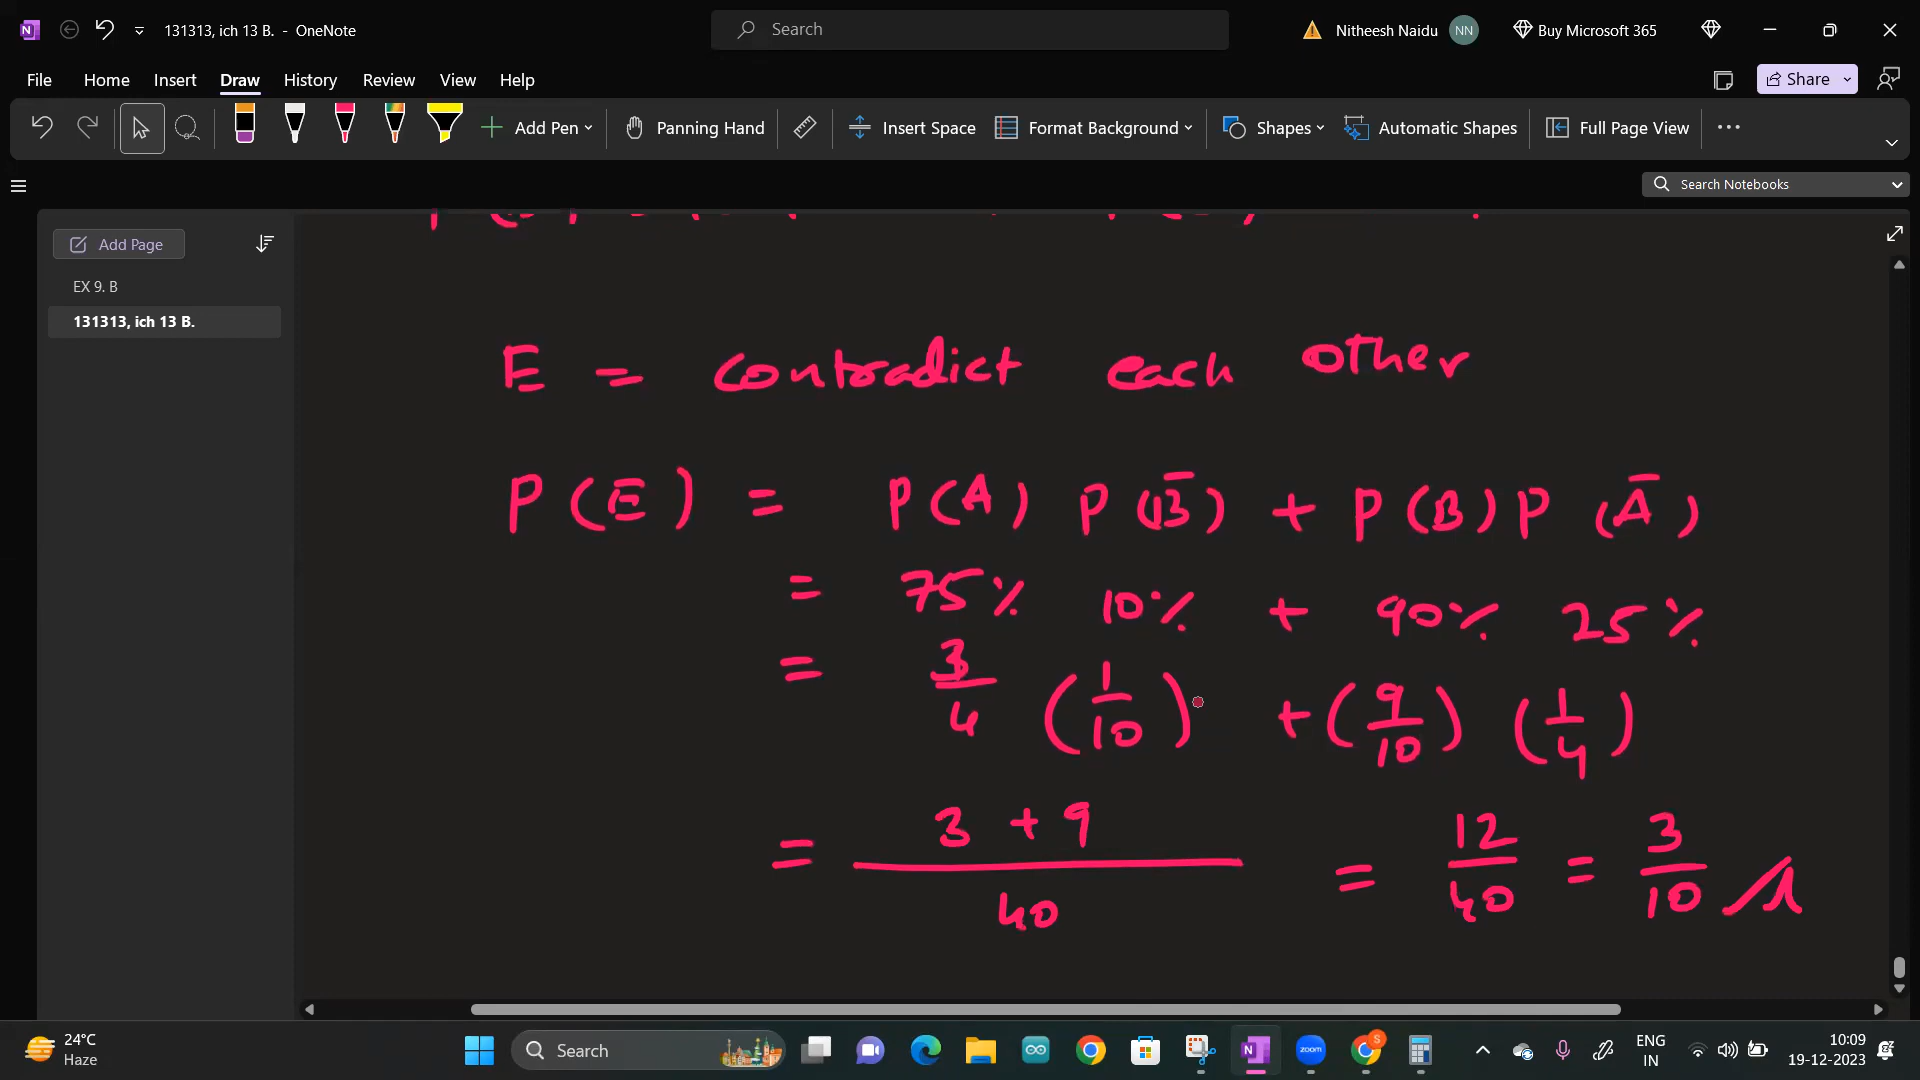 131313, ich 13 B. - OneNote
Search
Nitheesh Naidu NN
Buy Microsoft 365
File Home Insert Draw History Review View Help
Share
Add Pen
Panning Hand
Insert Space
Format Background
Shapes
Automatic Shapes
Full Page View
Search Notebooks
Add Page
EX 9. B
131313, ich 13 B.
E = contradict each other
P(E) = P(A) P(B̅) + P(B) P(A̅)
= 75% 10% + 90% 25%
= 3/4 (1/10) + (9/10) (1/4)
= 3+9/40 = 12/40 = 3/10
24°C
Haze
Search
zoom
S
ENG
IN
10:09
19-12-2023